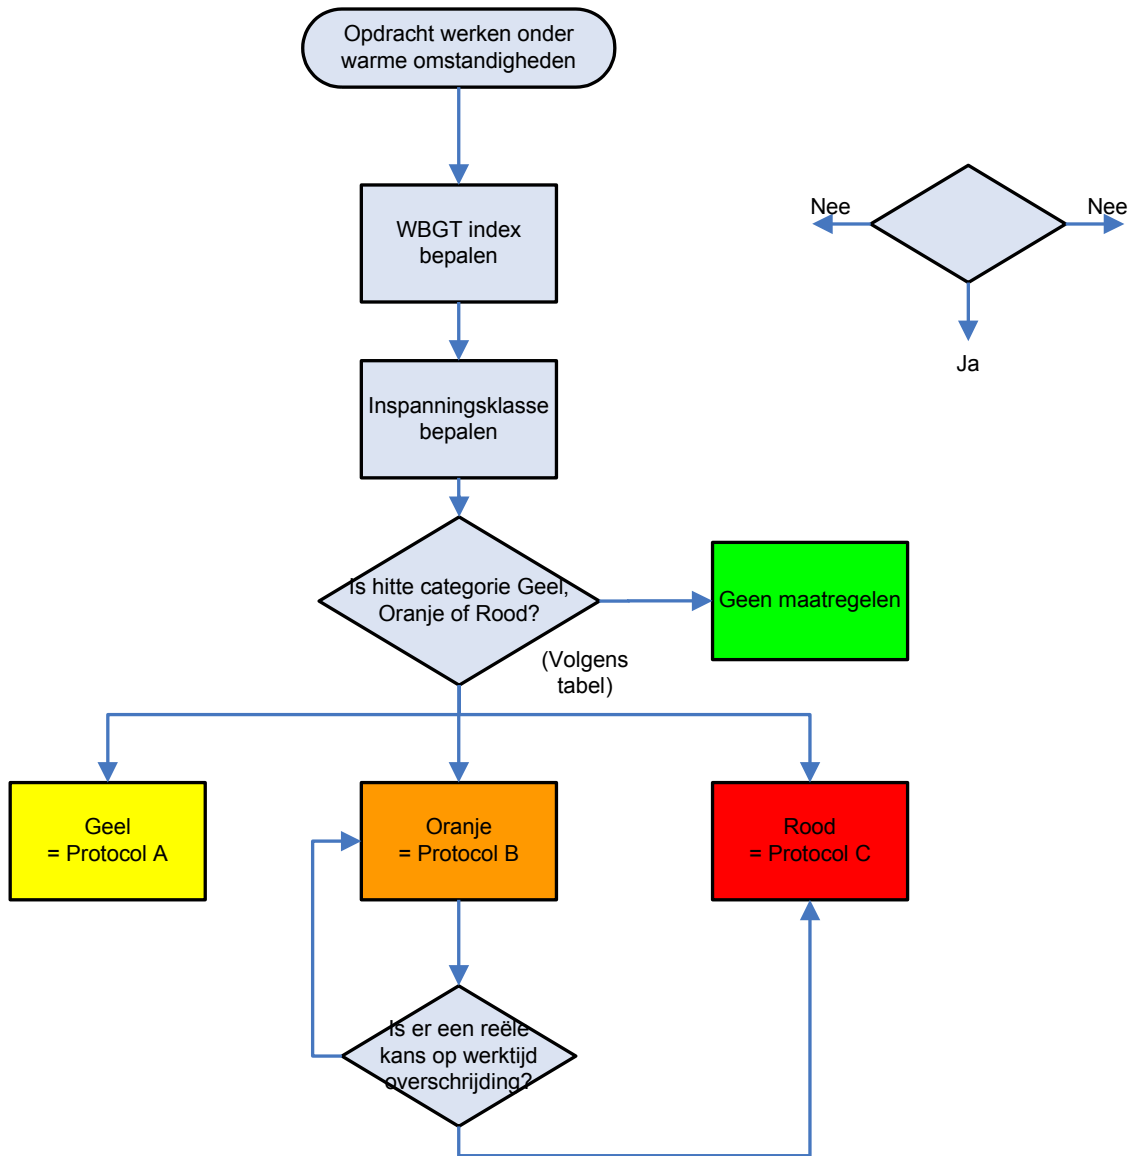 Opdracht werken onder
warme omstandigheden
WBGT index
bepalen
Nee
Nee
Ja
Inspanningsklasse
bepalen
Is hitte categorie Geel,
Oranje of Rood?
Geen maatregelen
(Volgens
tabel)
Geel
= Protocol A
Oranje
= Protocol B
Rood
= Protocol C
Is er een reële
kans op werktijd
overschrijding?